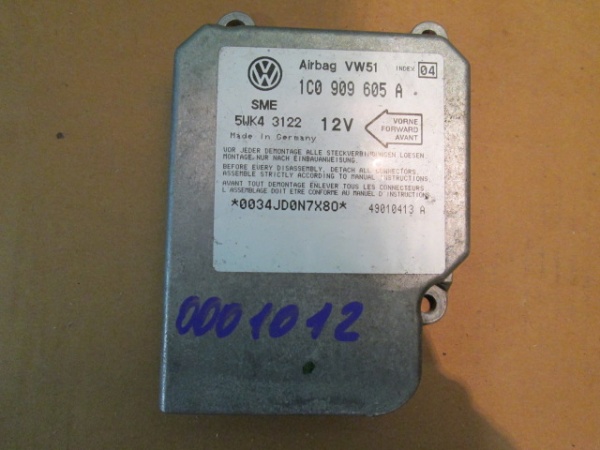 Airbag VW51 INDEX 04
1C0 909 605 A
SME
5WK4 3122 12V
VORNE
FORWARD
AVANT
Made in Germany
VOR JEDER DEMONTAGE ALLE STECKVERBINDUNGEN LOESEN
MONTAGE NUR NACH EINBAUANWEISUNG.
BEFORE EVERY DISASSEMBLY, DETACH ALL CONNECTORS
ASSEMBLE STRICTLY ACCORDING TO MANUAL INSTRUCTIONS.
AVANT TOUT DEMONTAGE ENLEVER TOUS LES CONNECTEURS
L ASSEMBLAGE DOIT ETRE CONFORME AU MANUEL D INSTRUCTIONS
*0034JD0N7X80* 49010413 A
0001012